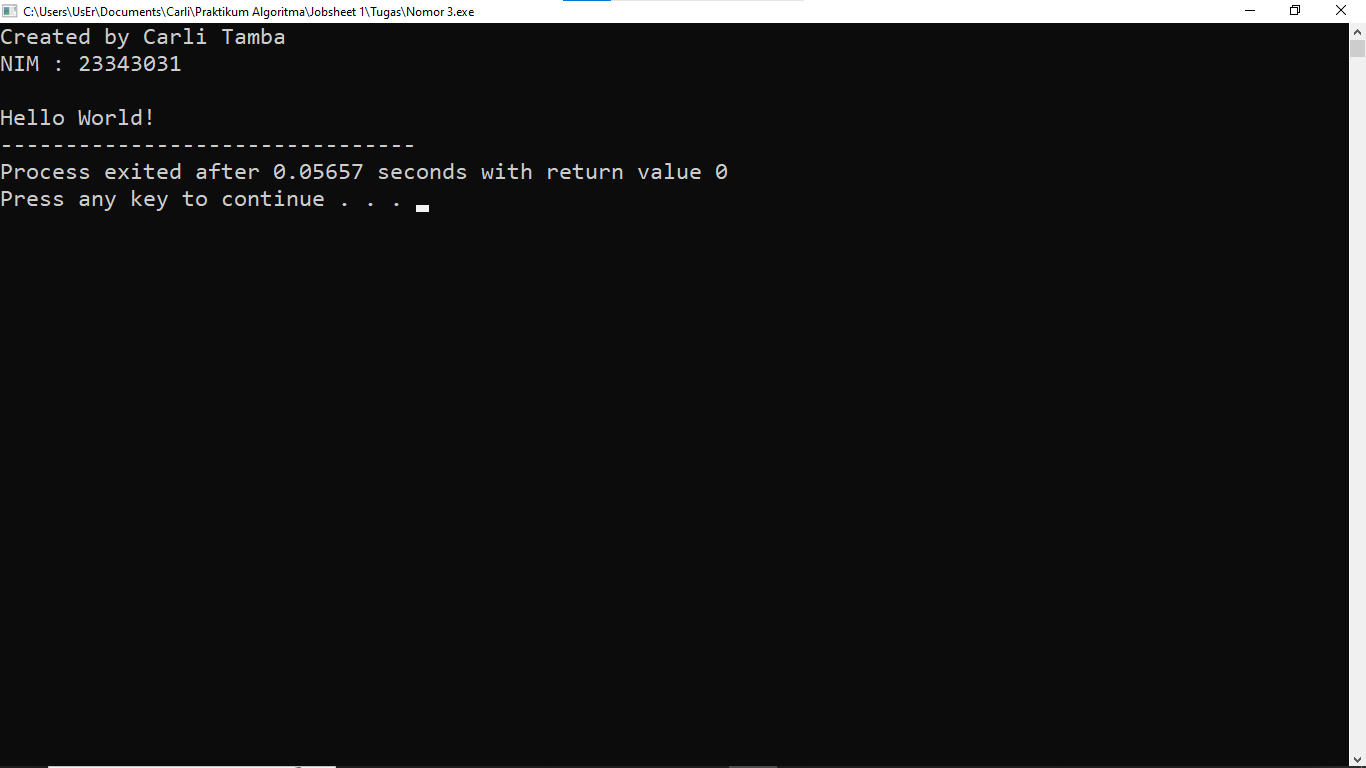 C:\Users\UsEr\Documents\Carli\Praktikum Algoritma\Jobsheet 1\Tugas\Nomor 3.exe
Created by Carli Tamba
NIM : 23343031
Hello World!
--------------------------------
Process exited after 0.05657 seconds with return value 0
Press any key to continue . . .